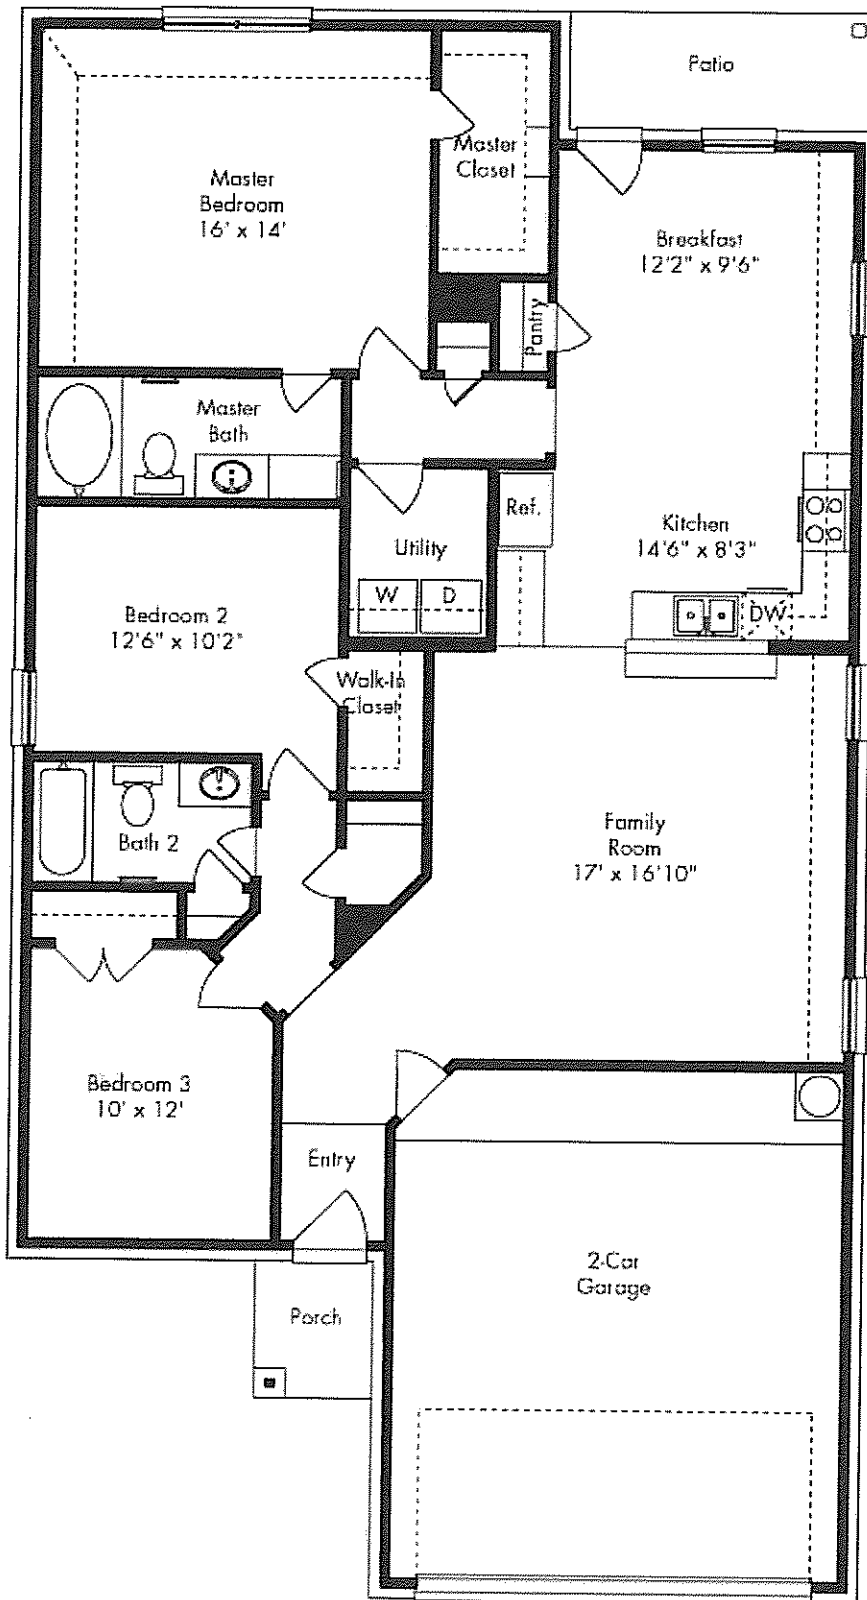 Patio
Master
Closet
Master
Bedroom
16' x 14'
Breakfast
12'2" x 9'6"
Pantry
Master
Bath
Ref.
Kitchen
14'6" x 8'3"
Utility
W
D
DW
Bedroom 2
12'6" x 10'2"
Walk-In
Closet
Bath 2
Family
Room
17' x 16'10"
Bedroom 3
10' x 12'
Entry
2-Car
Garage
Porch